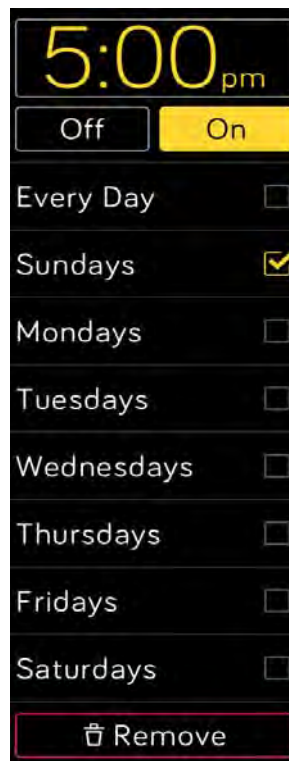 5:00pm
Off On
Every Day
Sundays
Mondays
Tuesdays
Wednesdays
Thursdays
Fridays
Saturdays
Remove